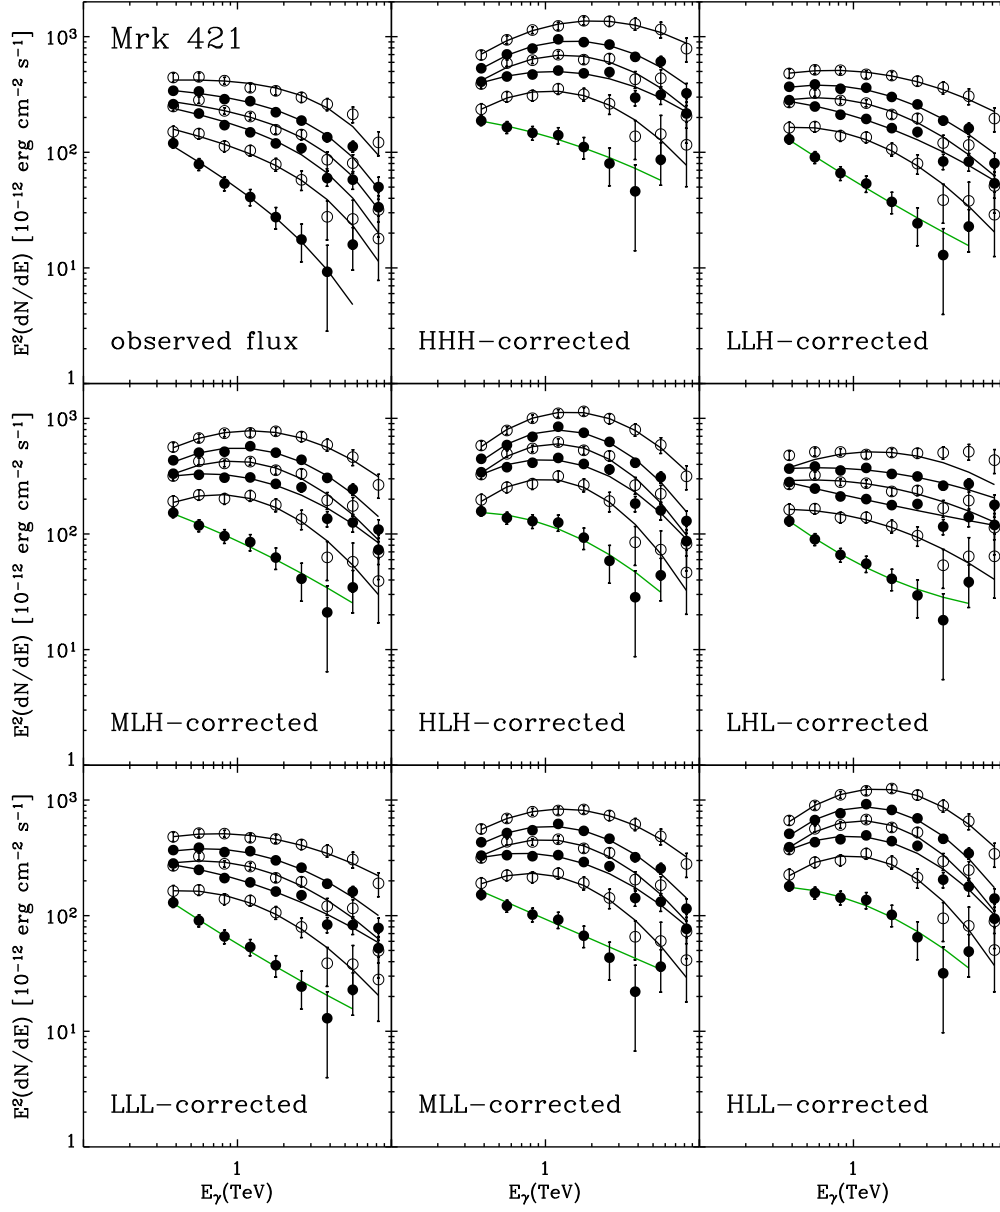 10³
Mrk 421
10²
10¹
1
E²(dN/dE) [10⁻¹² erg cm⁻² s⁻¹]
observed flux
HHH-corrected
LLH-corrected
10³
10²
10¹
1
E²(dN/dE) [10⁻¹² erg cm⁻² s⁻¹]
MLH-corrected
HLH-corrected
LHL-corrected
10³
10²
10¹
1
E²(dN/dE) [10⁻¹² erg cm⁻² s⁻¹]
LLL-corrected
MLL-corrected
HLL-corrected
1
1
1
Eᵧ(TeV)
Eᵧ(TeV)
Eᵧ(TeV)